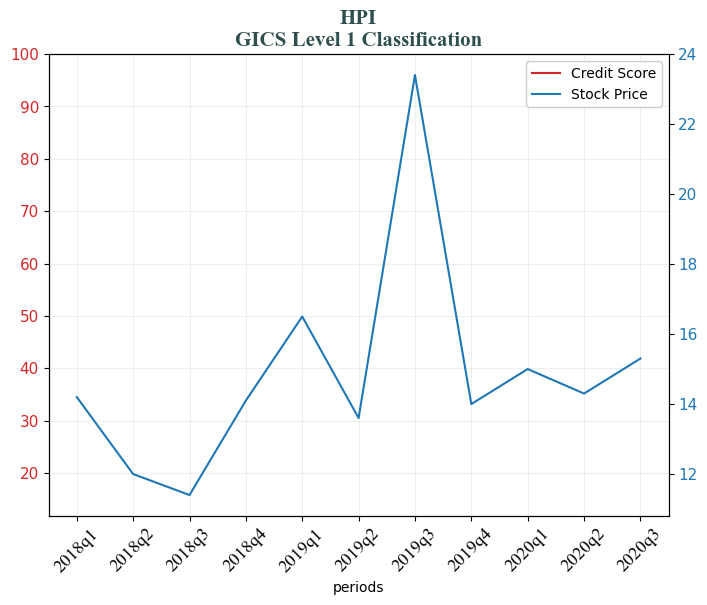 HPI
GICS Level 1 Classification
100
90
80
70
60
50
40
30
20
24
22
20
18
16
14
12
Credit Score
Stock Price
2018q1
2018q2
2018q3
2018q4
2019q1
2019q2
2019q3
2019q4
2020q1
2020q2
2020q3
periods